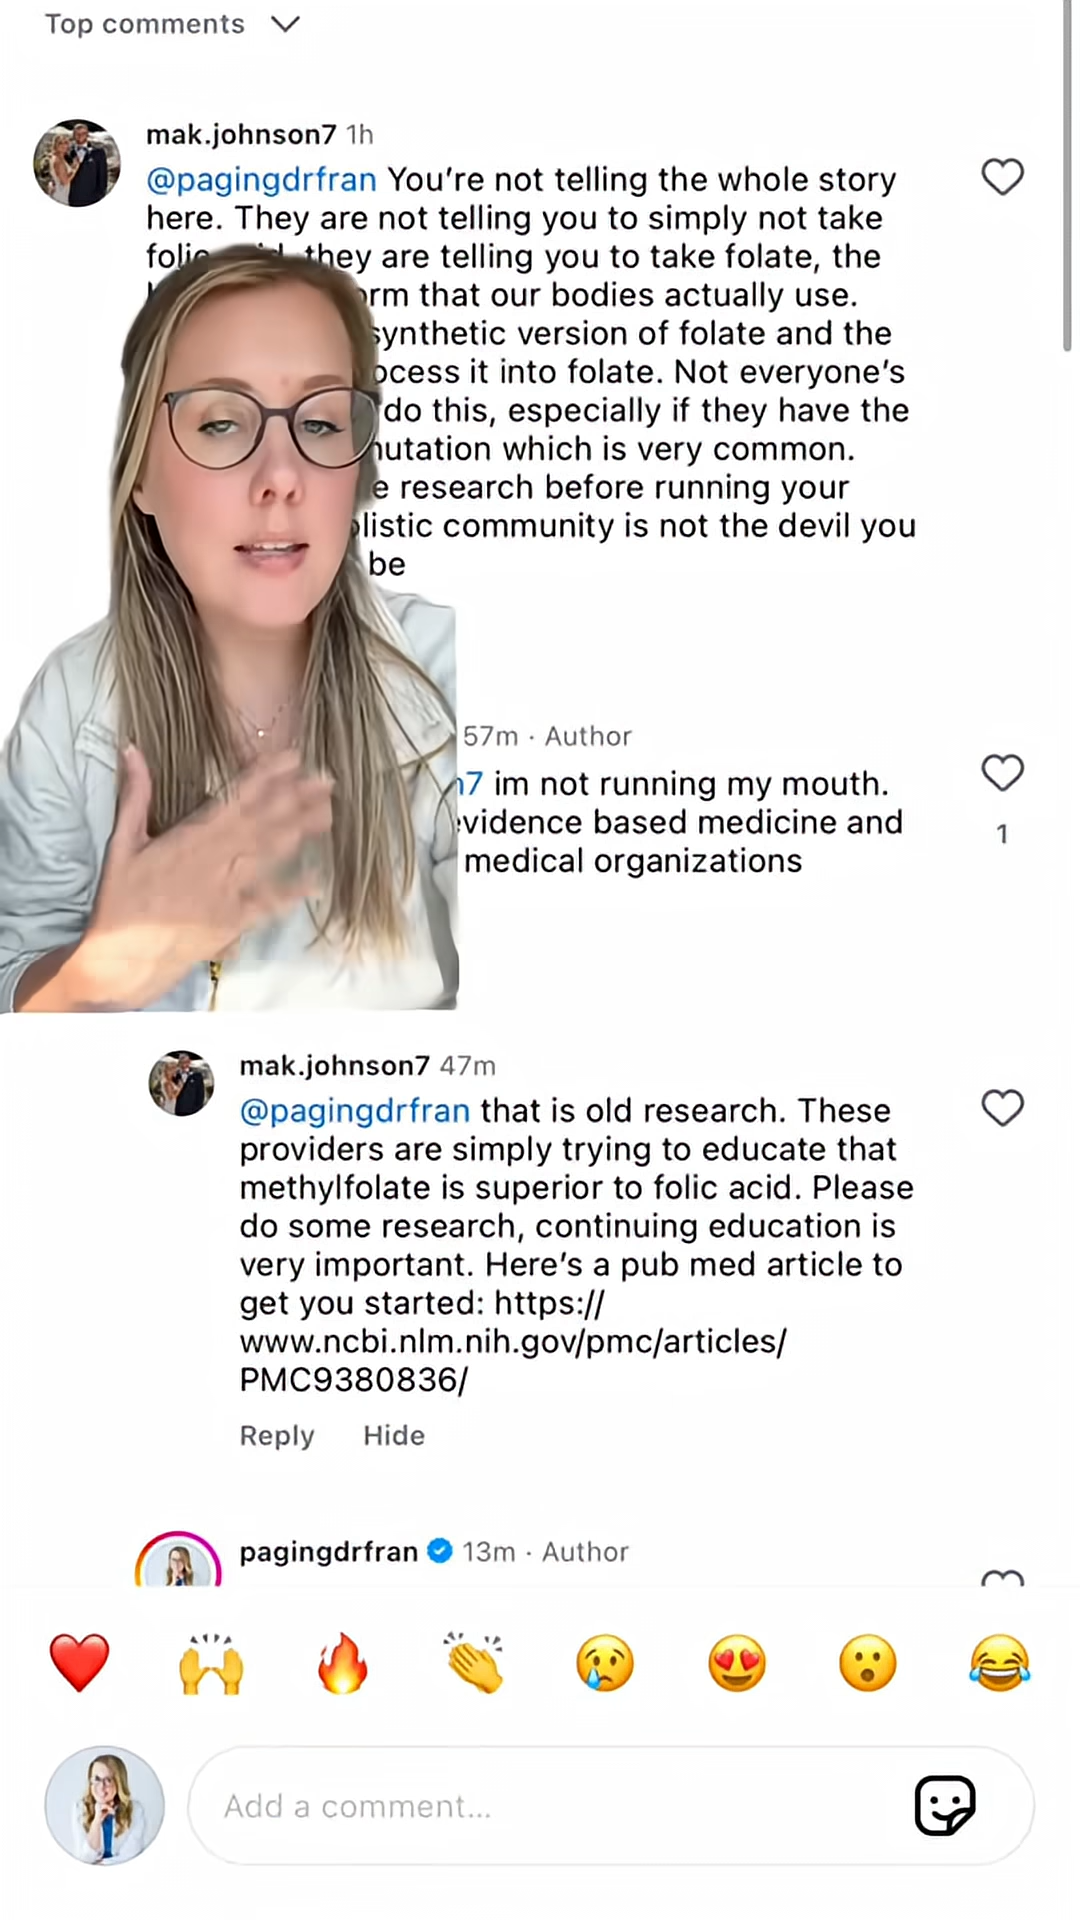 Top comments
mak.johnson7 1h
@pagingdrfran You're not telling the whole story
here. They are not telling you to simply not take
they are telling you to take folate, the
that our bodies actually use.
synthetic version of folate and the
it into folate. Not everyone's
do this, especially if they have the
which is very common.
research before running your
community is not the devil you
be
57m · Author
im not running my mouth.
evidence based medicine and
medical organizations
mak.johnson7 47m
@pagingdrfran that is old research. These
providers are simply trying to educate that
methylfolate is superior to folic acid. Please
do some research, continuing education is
very important. Here's a pub med article to
get you started: https://
www.ncbi.nlm.nih.gov/pmc/articles/
PMC9380836/
Reply Hide
pagingdrfran 13m · Author
1
Add a comment...